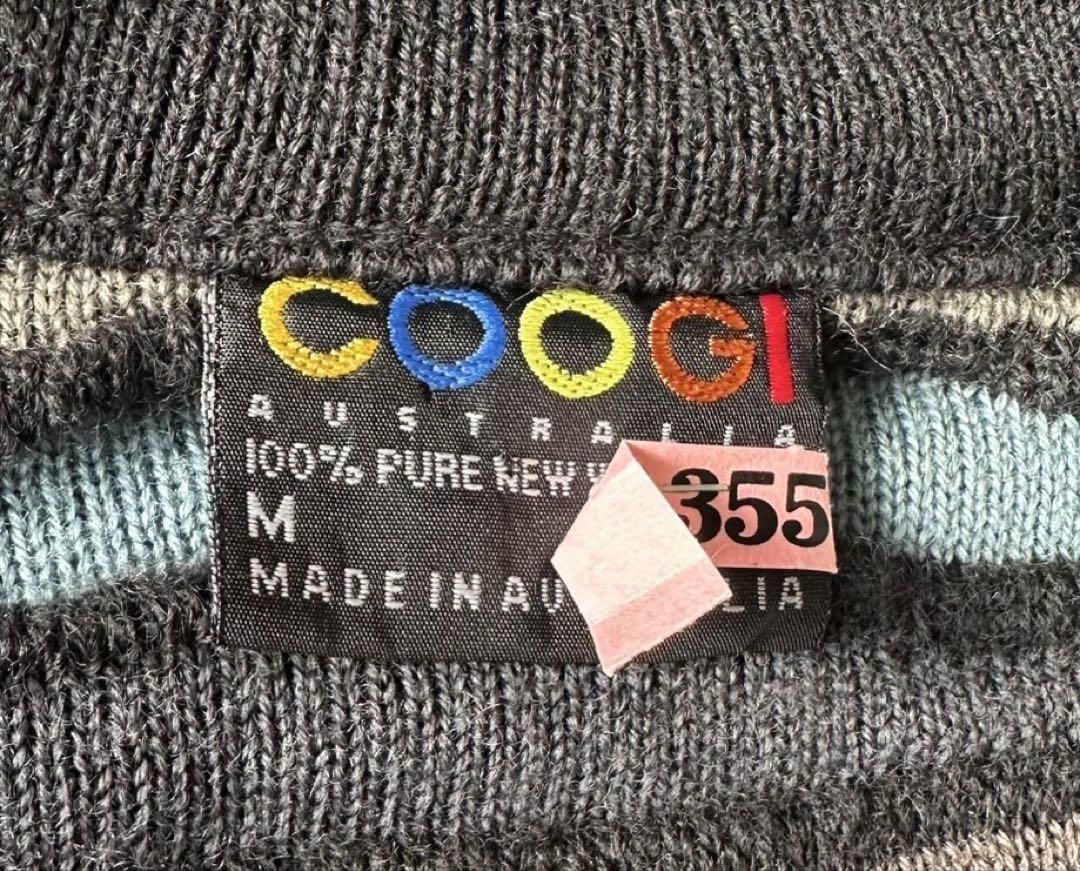 COOGI
AUSTRALIA
100% PURE NEW
M
MADE IN AU LIA
355